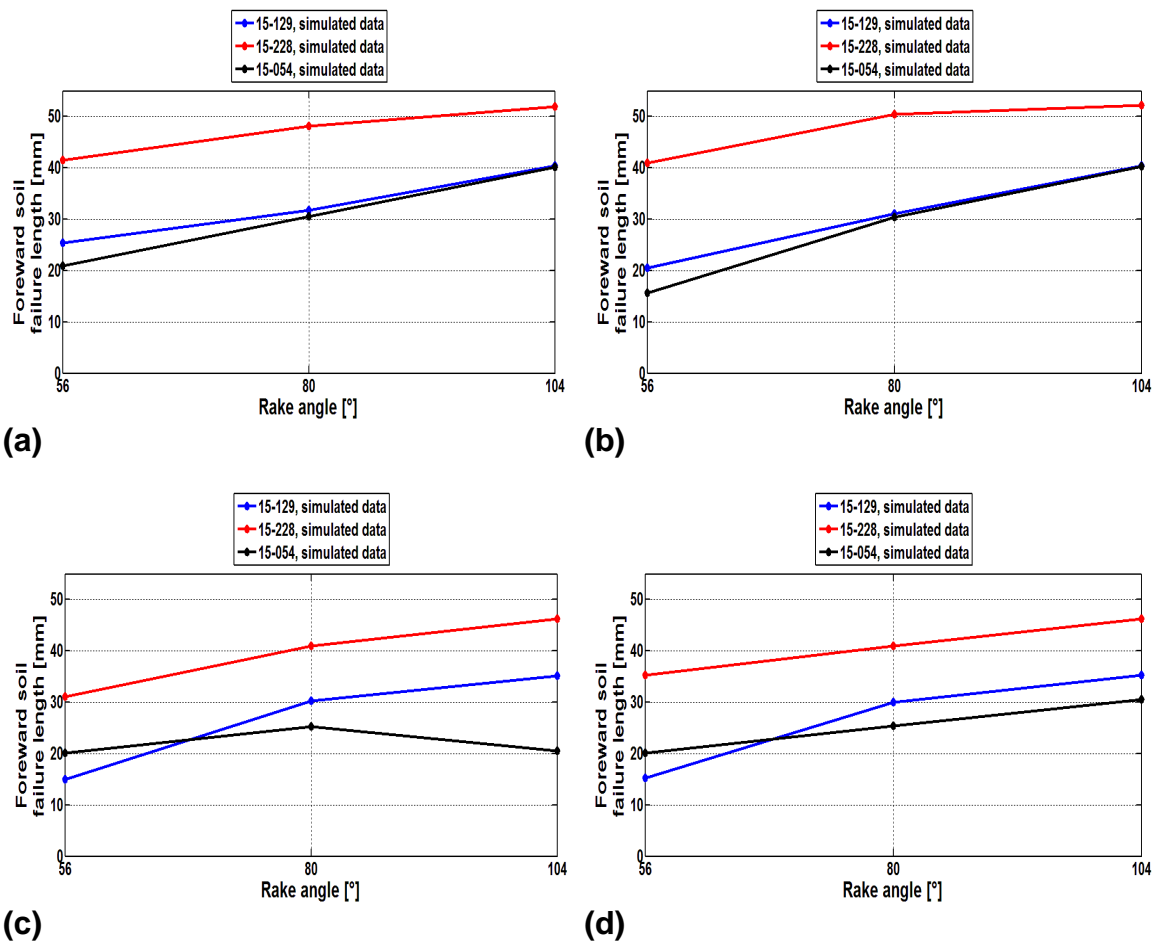 15-129, simulated data
15-228, simulated data
15-054, simulated data
Foreward soil
failure length [mm]
50
40
30
20
10
0
56
80
104
Rake angle [°]
(a)
15-129, simulated data
15-228, simulated data
15-054, simulated data
Foreward soil
failure length [mm]
50
40
30
20
10
0
56
80
104
Rake angle [°]
(b)
15-129, simulated data
15-228, simulated data
15-054, simulated data
Foreward soil
failure length [mm]
50
40
30
20
10
0
56
80
104
Rake angle [°]
(c)
15-129, simulated data
15-228, simulated data
15-054, simulated data
Foreward soil
failure length [mm]
50
40
30
20
10
0
56
80
104
Rake angle [°]
(d)